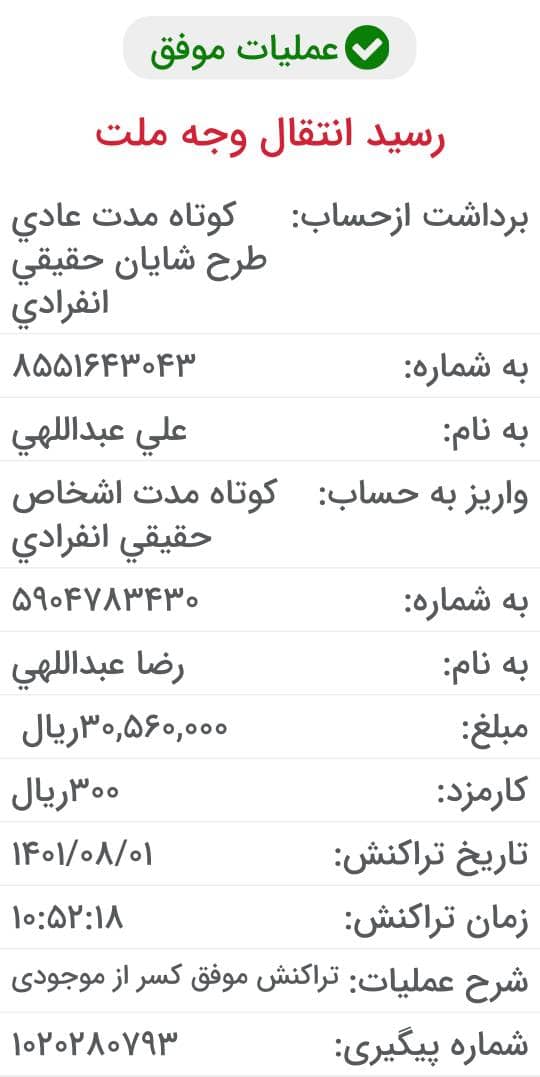 عملیات موفق
رسید انتقال وجه ملت
برداشت ازحساب: کوتاه مدت عادي
طرح شایان حقیقي
انفرادي
به شماره: ۸۵۵۱۶۴۳۰۴۳
به نام: علي عبداللهي
واریز به حساب: کوتاه مدت اشخاص
حقیقي انفرادي
به شماره: ۵۹۰۴۷۸۳۴۳۰
به نام: رضا عبداللهي
مبلغ: ۳۰,۵۶۰,۰۰۰ریال
کارمزد: ۳۰۰ریال
تاریخ تراکنش: ۱۴۰۱/۰۸/۰۱
زمان تراکنش: ۱۰:۵۲:۱۸
شرح عملیات: تراکنش موفق کسر از موجودی
شماره پیگیری: ۱۰۲۰۲۸۰۷۹۳